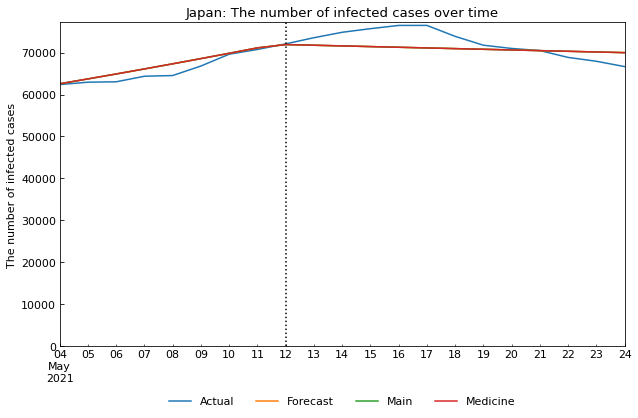 Japan: The number of infected cases over time
The number of infected cases
70000
60000
50000
40000
30000
20000
10000
0
04 05 06 07 08 09 10 11 12 13 14 15 16 17 18 19 20 21 22 23 24
May
2021
Actual Forecast Main Medicine